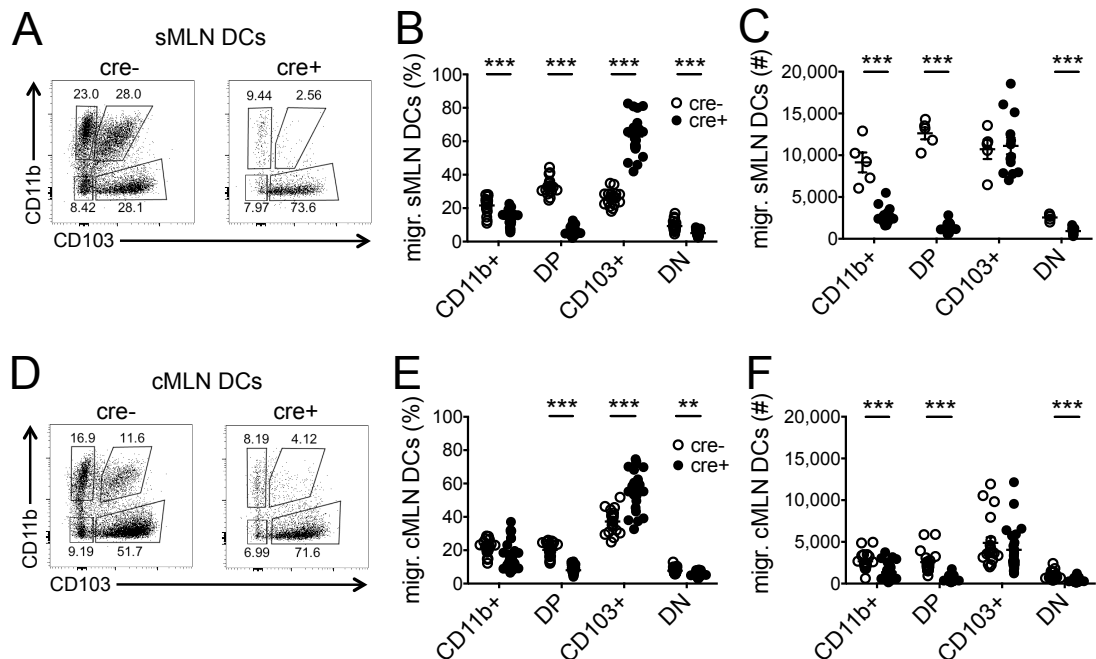 A
sMLN DCs
cre-
cre+
23.0 28.0
9.44 2.56
8.42 28.1
7.97 73.6
CD11b
CD103
B
migr. sMLN DCs (%)
*** *** *** ***
100
80
60
40
20
0
cre-
cre+
CD11b+
DP
CD103+
DN
C
migr. sMLN DCs (#)
*** *** ***
20,000
15,000
10,000
5,000
0
CD11b+
DP
CD103+
DN
D
cMLN DCs
cre-
cre+
16.9 11.6
8.19 4.12
9.19 51.7
6.99 71.6
CD11b
CD103
E
migr. cMLN DCs (%)
*** *** **
100
80
60
40
20
0
cre-
cre+
CD11b+
DP
CD103+
DN
F
migr. cMLN DCs (#)
*** *** ***
20,000
15,000
10,000
5,000
0
CD11b+
DP
CD103+
DN